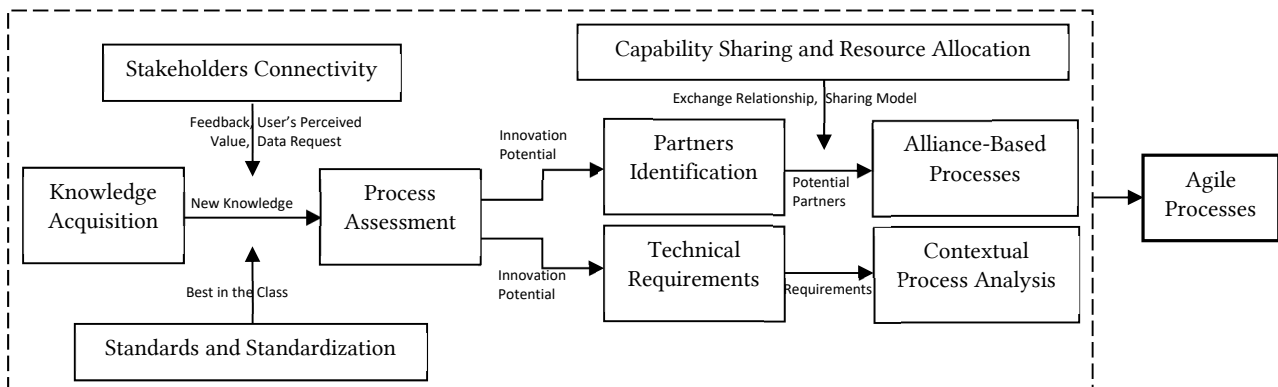 Stakeholders Connectivity
Capability Sharing and Resource Allocation
Feedback, User's Perceived
Value, Data Request
Exchange Relationship, Sharing Model
Knowledge
Acquisition
New Knowledge
Process
Assessment
Innovation
Potential
Partners
Identification
Potential
Partners
Alliance-Based
Processes
Agile
Processes
Best in the Class
Innovation
Potential
Technical
Requirements
Requirements
Contextual
Process Analysis
Standards and Standardization